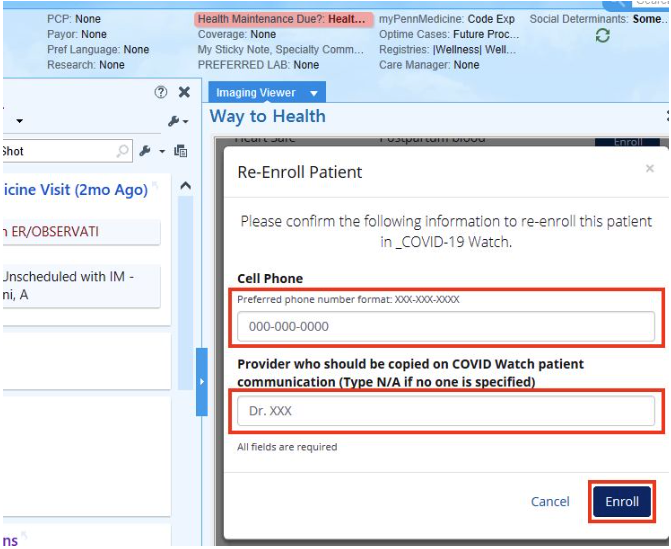 PCP: None
Payor: None
Pref Language: None
Research: None
Health Maintenance Due?: Healt...
Coverage: None
My Sticky Note, Specialty Comm...
PREFERRED LAB: None
myPennMedicine: Code Exp
Optime Cases: Future Proc...
Registries: |Wellness| Well...
Care Manager: None
Social Determinants: Some...
Shot
icine Visit (2mo Ago)
n ER/OBSERVATI
Unscheduled with IM -
ni, A
ns
Imaging Viewer
Way to Health
Heart Safe
Postpartum Blood
Enroll
Re-Enroll Patient
×
Please confirm the following information to re-enroll this patient
in _COVID-19 Watch.
Cell Phone
Preferred phone number format: XXX-XXX-XXXX
000-000-0000
Provider who should be copied on COVID Watch patient
communication (Type N/A if no one is specified)
Dr. XXX
All fields are required
Cancel
Enroll